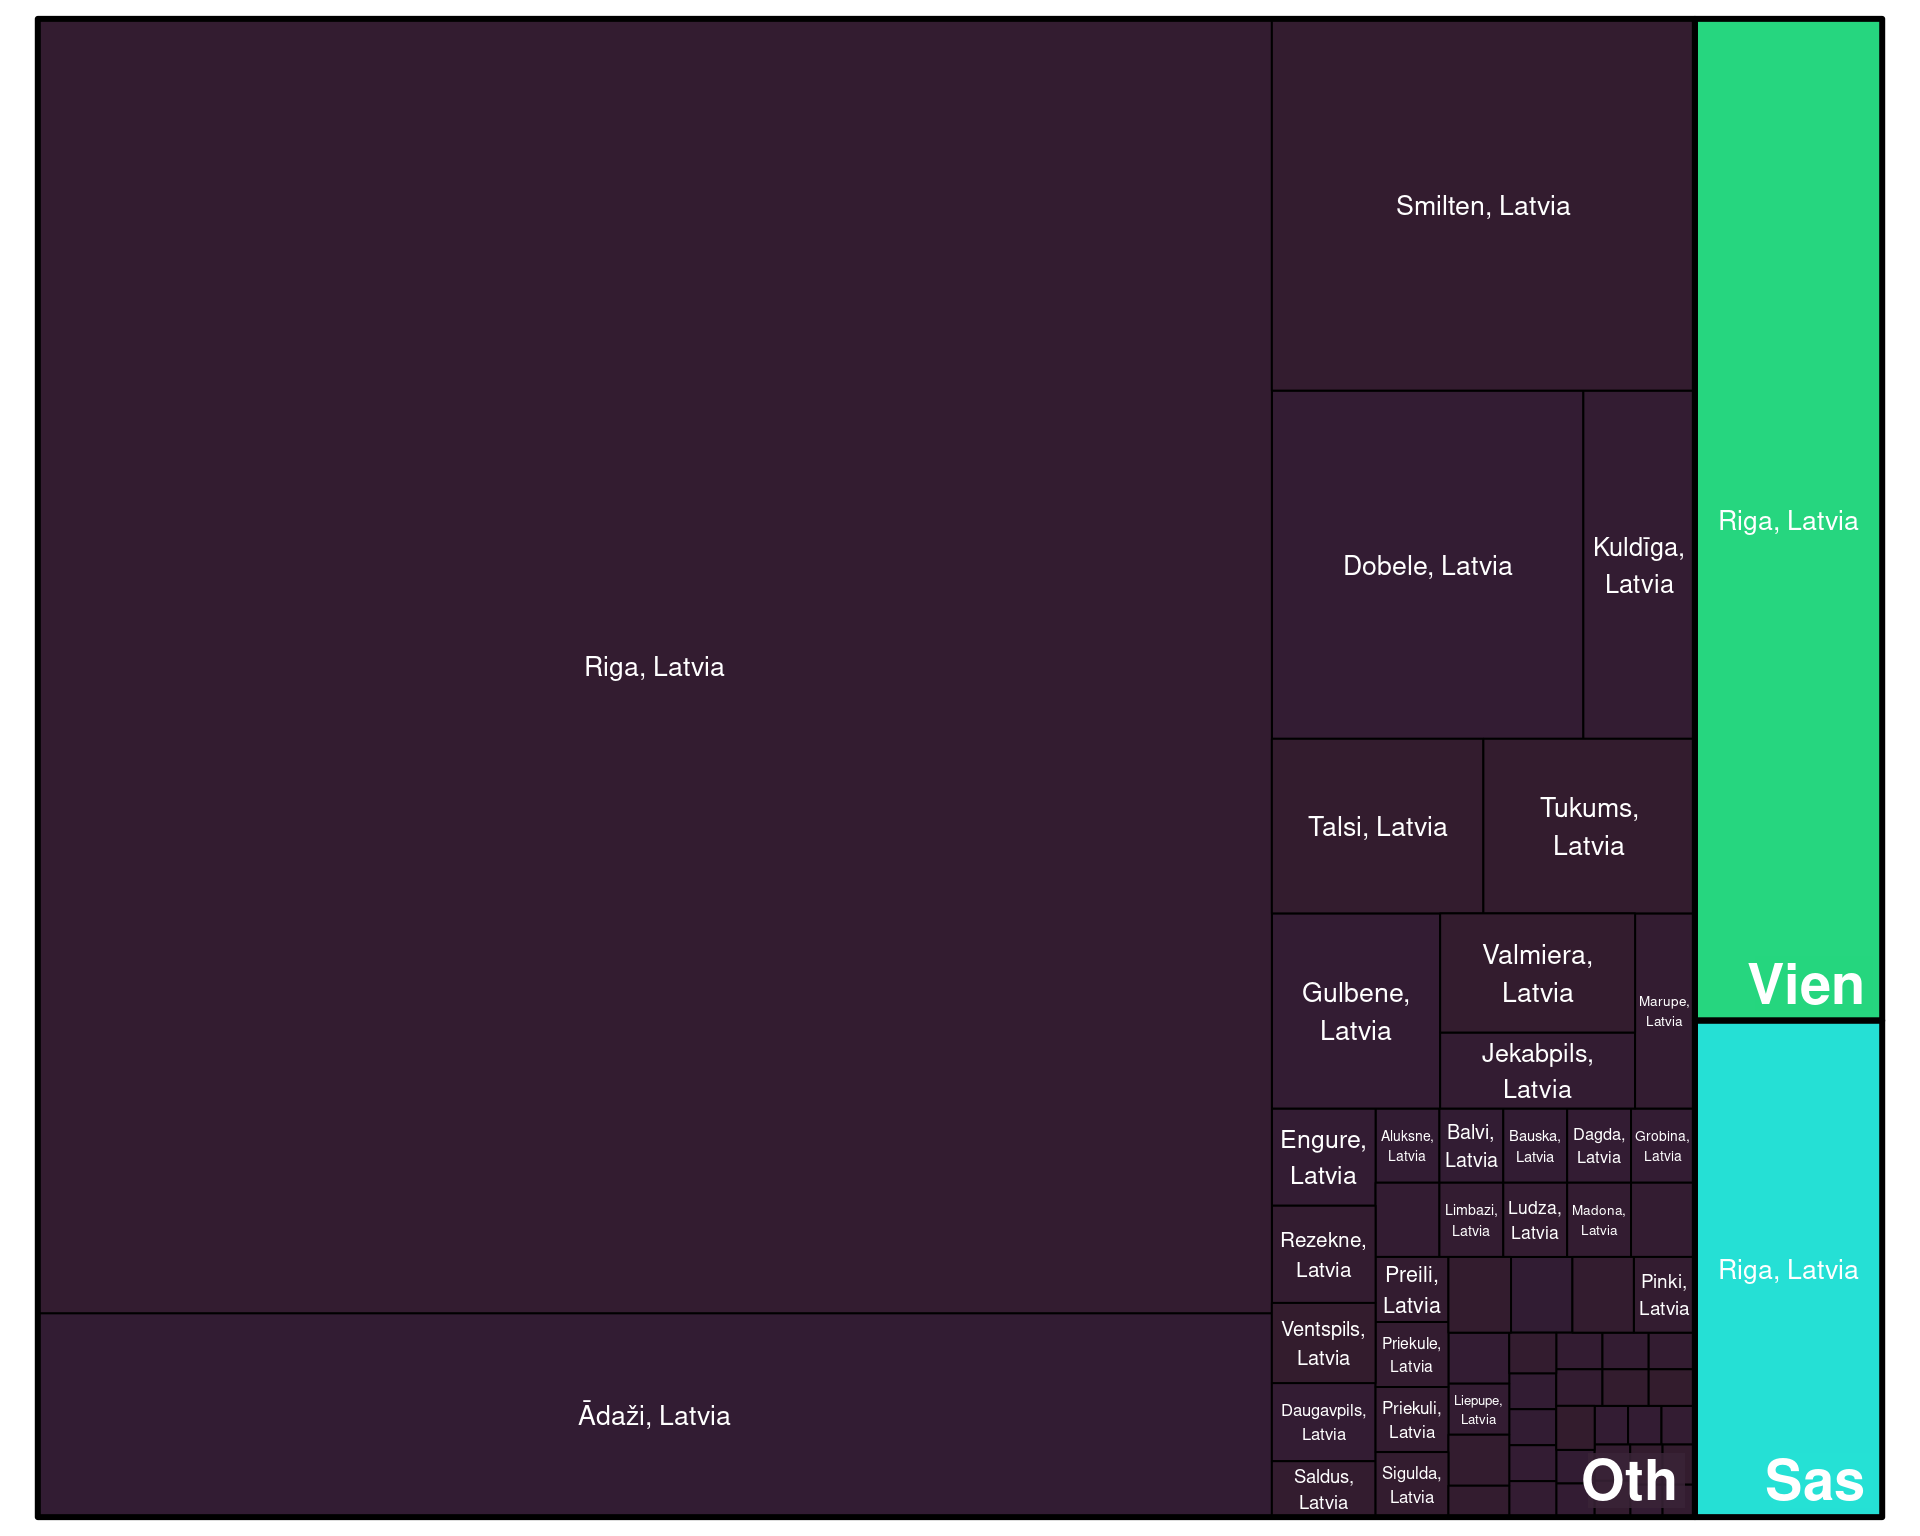 Riga, Latvia
Ādaži, Latvia
Smilten, Latvia
Dobele, Latvia
Kuldīga,
Latvia
Talsi, Latvia
Tukums,
Latvia
Gulbene,
Latvia
Valmiera,
Latvia
Jekabpils,
Latvia
Marupe,
Latvia
Engure,
Latvia
Rezekne,
Latvia
Ventspils,
Latvia
Daugavpils,
Latvia
Saldus,
Latvia
Aluksne,
Latvia
Balvi,
Latvia
Bauska,
Latvia
Dagda,
Latvia
Grobina,
Latvia
Limbazi,
Latvia
Ludza,
Latvia
Madona,
Latvia
Preili,
Latvia
Pinki,
Latvia
Priekule,
Latvia
Priekuli,
Latvia
Sigulda,
Latvia
Liepupe,
Latvia
Oth
Riga, Latvia
Vien
Riga, Latvia
Sas